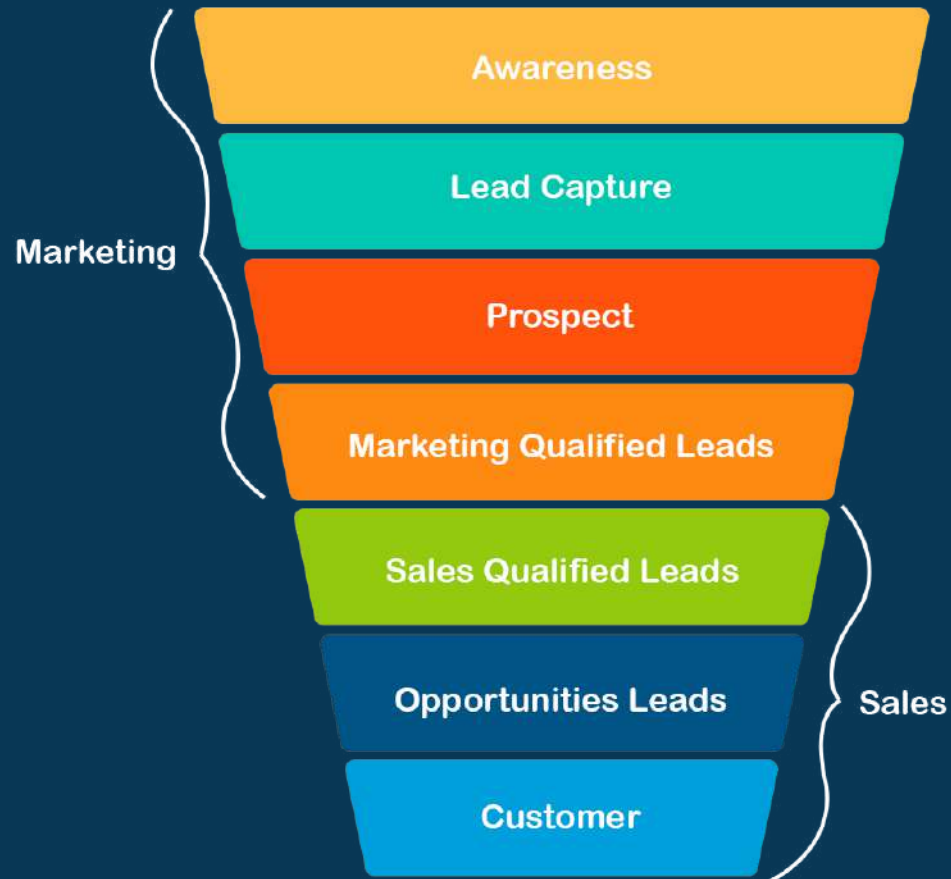 Awareness
Lead Capture
Marketing
Prospect
Marketing Qualified Leads
Sales Qualified Leads
Opportunities Leads
Sales
Customer